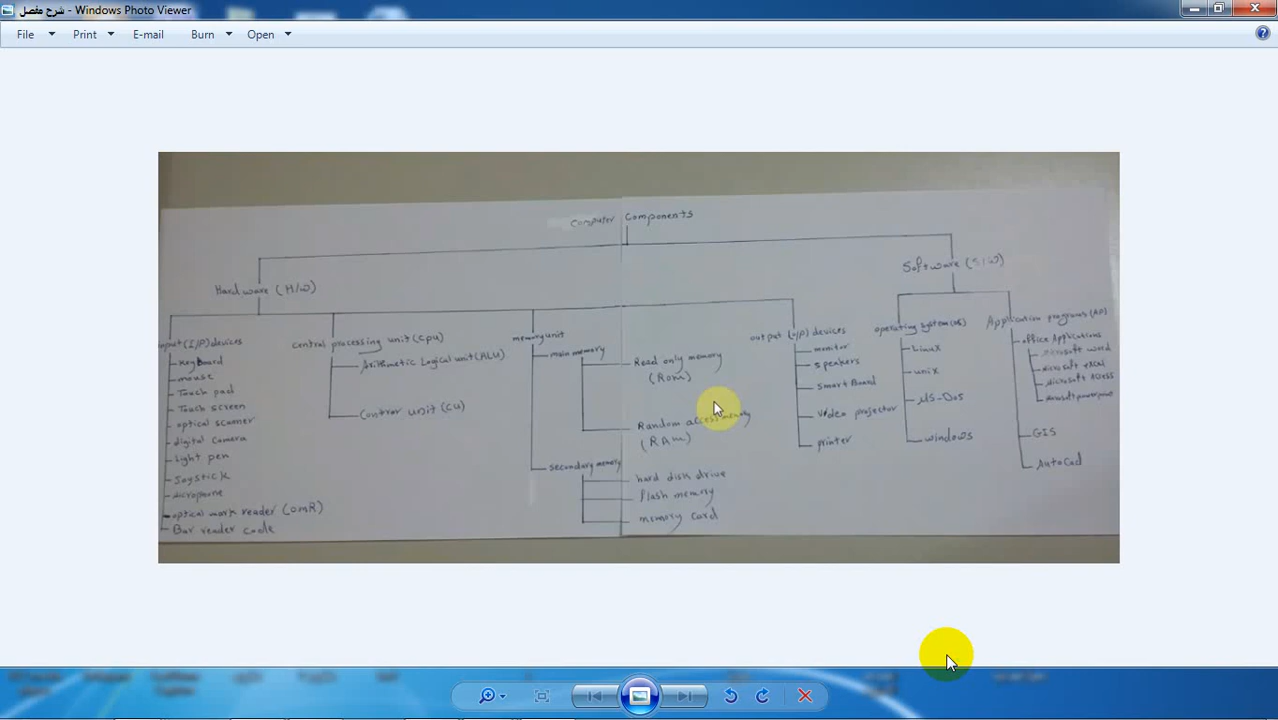 شرح مفصل - Windows Photo Viewer
File Print E-mail Burn Open
Computer Components
Hardware (H/W)
Software (S/W)
input (I/P) devices
keyBoard
mouse
Touch pad
Touch screen
optical scanner
digital Camera
Light pen
Joystick
Microphone
optical mark reader (OMR)
Bar reader code
central processing unit (CPU)
Arithmetic Logical unit (ALU)
Control unit (CU)
memory unit
main memory
Read only memory
(Rom)
Random access memory
(RAm)
secondary memory
hard disk drive
flash memory
memory Card
output (O/P) devices
monitor
speakers
smart Board
Video projector
printer
operating system (OS)
Linux
unix
MS-Dos
windows
Application programs (AP)
office Applications
Microsoft word
Microsoft excel
Microsoft Access
Microsoft powerpoint
GIS
AutoCad